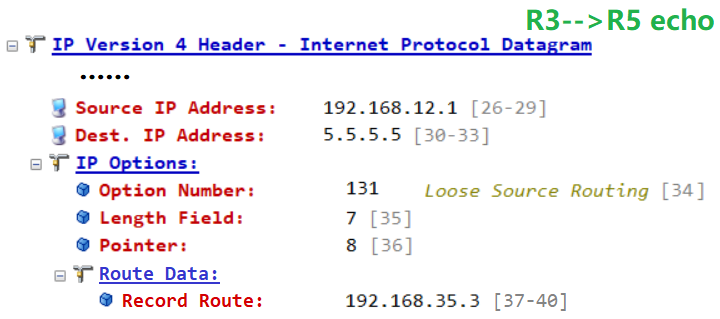 R3-->R5 echo
IP Version 4 Header - Internet Protocol Datagram
......
Source IP Address: 192.168.12.1 [26-29]
Dest. IP Address: 5.5.5.5 [30-33]
IP Options:
Option Number: 131 Loose Source Routing [34]
Length Field: 7 [35]
Pointer: 8 [36]
Route Data:
Record Route: 192.168.35.3 [37-40]